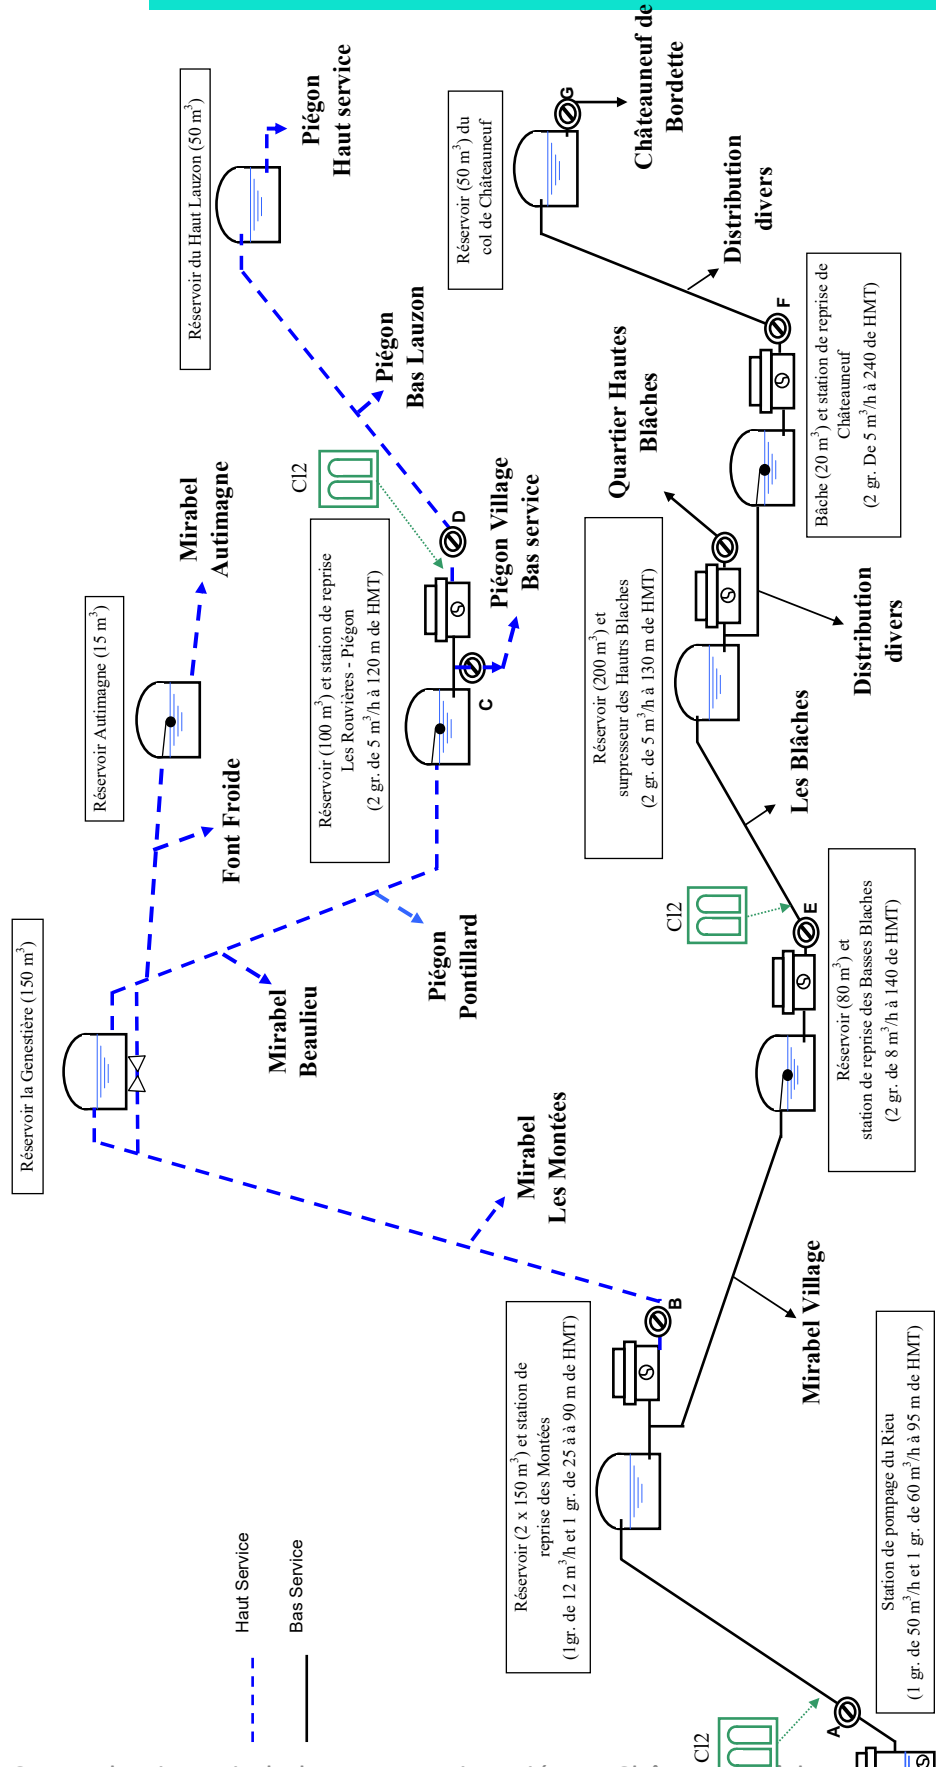 Haut Service
Bas Service
Réservoir la Genestière (150 m³)
Réservoir Autimagne (15 m³)
Mirabel
Autimagne
Font Froide
Réservoir du Haut Lauzon (50 m³)
Piégon
Haut service
Mirabel
Beaulieu
Piégon
Pontillard
Réservoir (100 m³) et station de reprise
Les Rouvières - Piégon
(2 gr. de 5 m³/h à 120 m de HMT)
Cl2
C
D
Piégon Village
Bas service
Piégon
Bas Lauzon
Mirabel
Les Montées
Réservoir (2 x 150 m³) et station de
reprise des Montées
(1gr. de 12 m³/h et 1 gr. de 25 à à 90 m de HMT)
B
Mirabel Village
Réservoir (200 m³) et
surpresseur des Hautrs Blaches
(2 gr. de 5 m³/h à 130 m de HMT)
Quartier Hautes
Blâches
Réservoir (50 m³) du
col de Châteauneuf
G
Châteauneuf de
Bordette
Distribution
divers
Cl2
E
Les Blâches
Distribution
divers
F
Réservoir (80 m³) et
station de reprise des Basses Blaches
(2 gr. de 8 m³/h à 140 de HMT)
Bâche (20 m³) et station de reprise de
Châteauneuf
(2 gr. De 5 m³/h à 240 de HMT)
Cl2
A
Station de pompage du Rieu
(1 gr. de 50 m³/h et 1 gr. de 60 m³/h à 95 m de HMT)